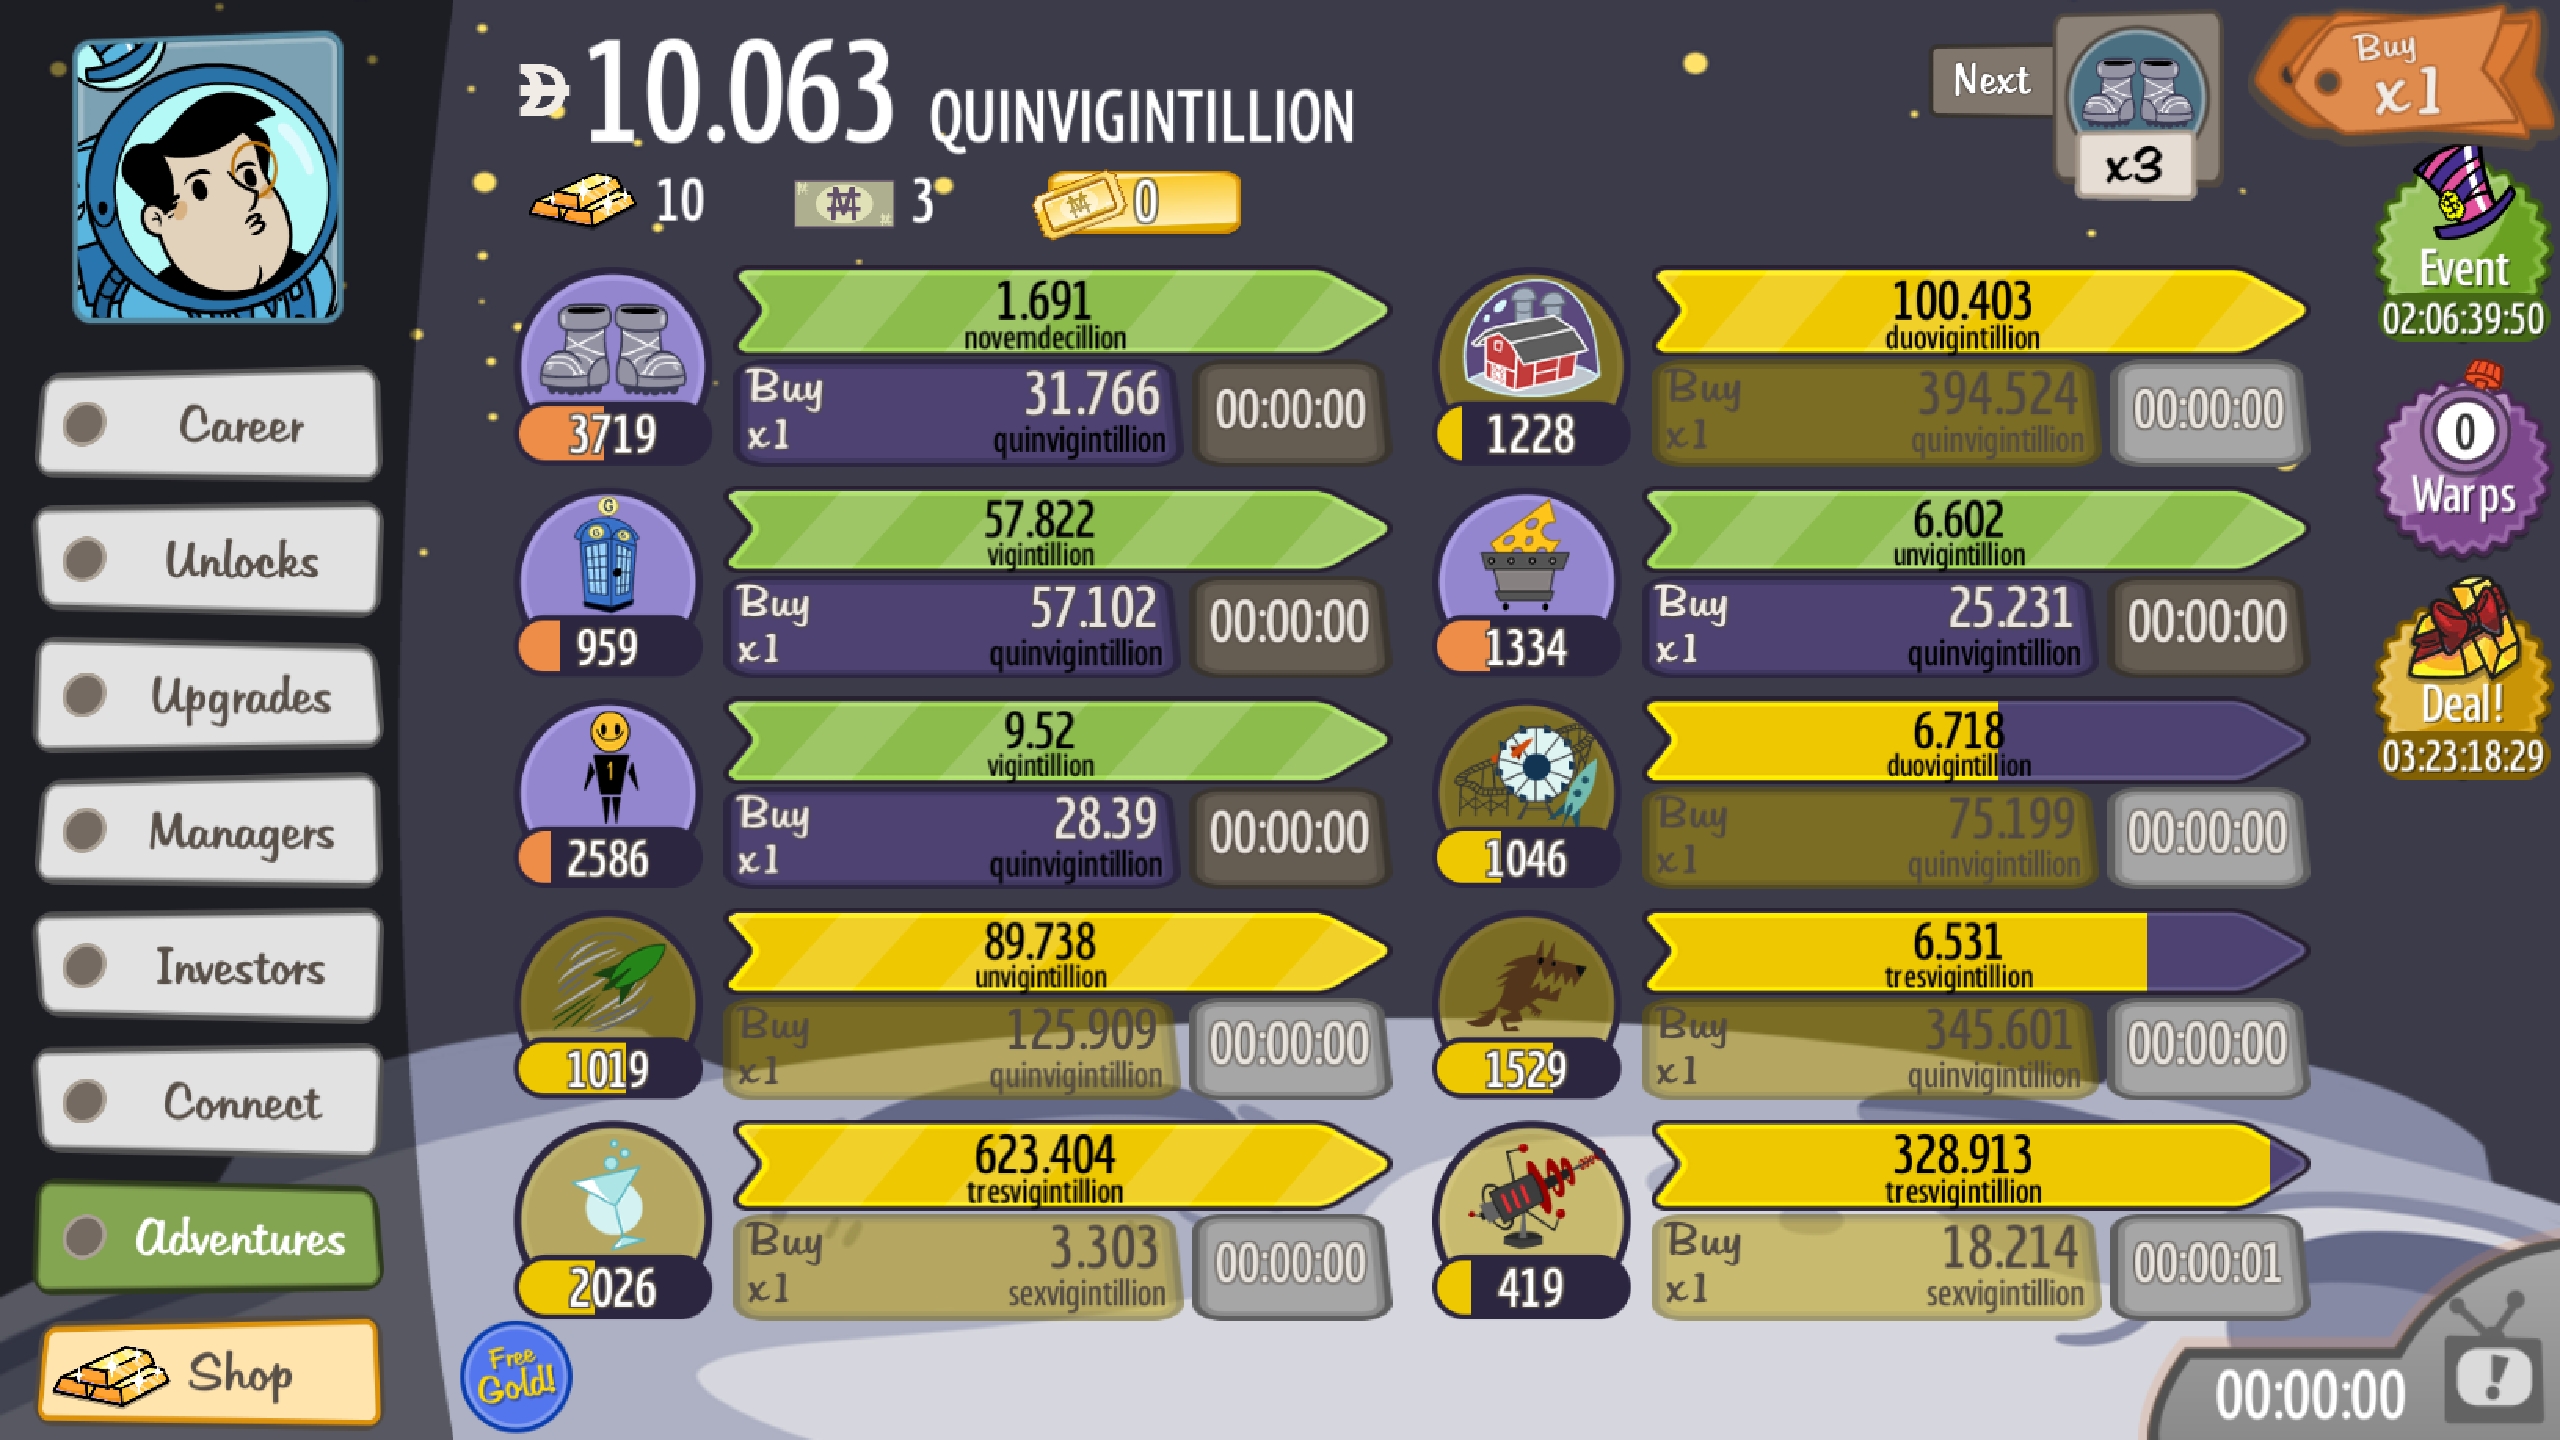 10.063 QUINVIGINTILLION
10
3
0
Next
x3
Buy
x1
Event
02:06:39:50
0
Warps
Deal!
03:23:18:29
Career
Unlocks
Upgrades
Managers
Investors
Connect
Adventures
Shop
3719
1.691
novemdecillion
Buy
x1
31.766
quinvigintillion
00:00:00
1228
100.403
duovigintillion
Buy
x1
394.524
quinvigintillion
00:00:00
G
G G
959
57.822
vigintillion
Buy
x1
57.102
quinvigintillion
00:00:00
1334
6.602
unvigintillion
Buy
x1
25.231
quinvigintillion
00:00:00
1
2586
9.52
vigintillion
Buy
x1
28.39
quinvigintillion
00:00:00
1046
6.718
duovigintillion
Buy
x1
75.199
quinvigintillion
00:00:00
1019
89.738
unvigintillion
Buy
x1
125.909
quinvigintillion
00:00:00
1529
6.531
tresvigintillion
Buy
x1
345.601
quinvigintillion
00:00:00
2026
623.404
tresvigintillion
Buy
x1
3.303
sexvigintillion
00:00:00
419
328.913
tresvigintillion
Buy
x1
18.214
sexvigintillion
00:00:01
Free
Gold!
00:00:00
!